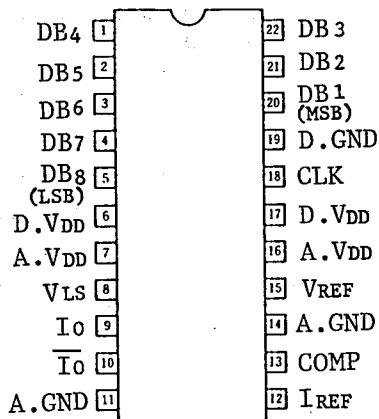 DB4 1 22 DB3
DB5 2 21 DB2
DB6 3 20 DB1
(MSB)
DB7 4 19 D.GND
DB8 5 18 CLK
(LSB)
D.VDD 6 17 D.VDD
A.VDD 7 16 A.VDD
VLS 8 15 VREF
Io 9 14 A.GND
Io 10 13 COMP
A.GND 11 12 IREF